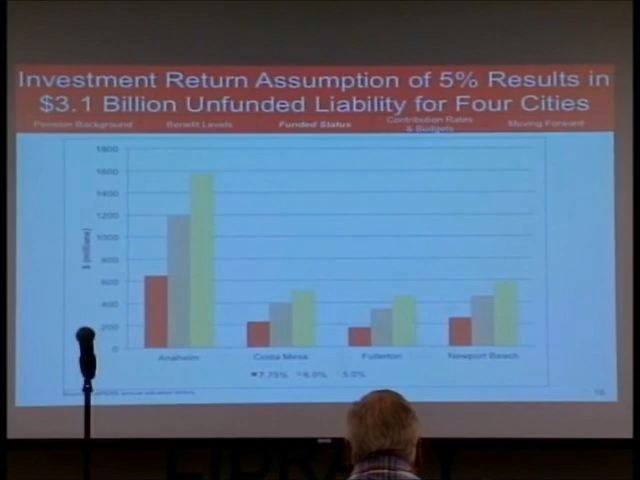 Investment Return Assumption of 5% Results in
$3.1 Billion Unfunded Liability for Four Cities
Pension Background Benefit Levels Funded Status Contribution Rates & Budgets Moving Forward
1800
1600
1400
1200
1000
800
600
400
200
0
$ (millions)
Anaheim Costa Mesa Fullerton Newport Beach
7.75% 6.0% 5.0%